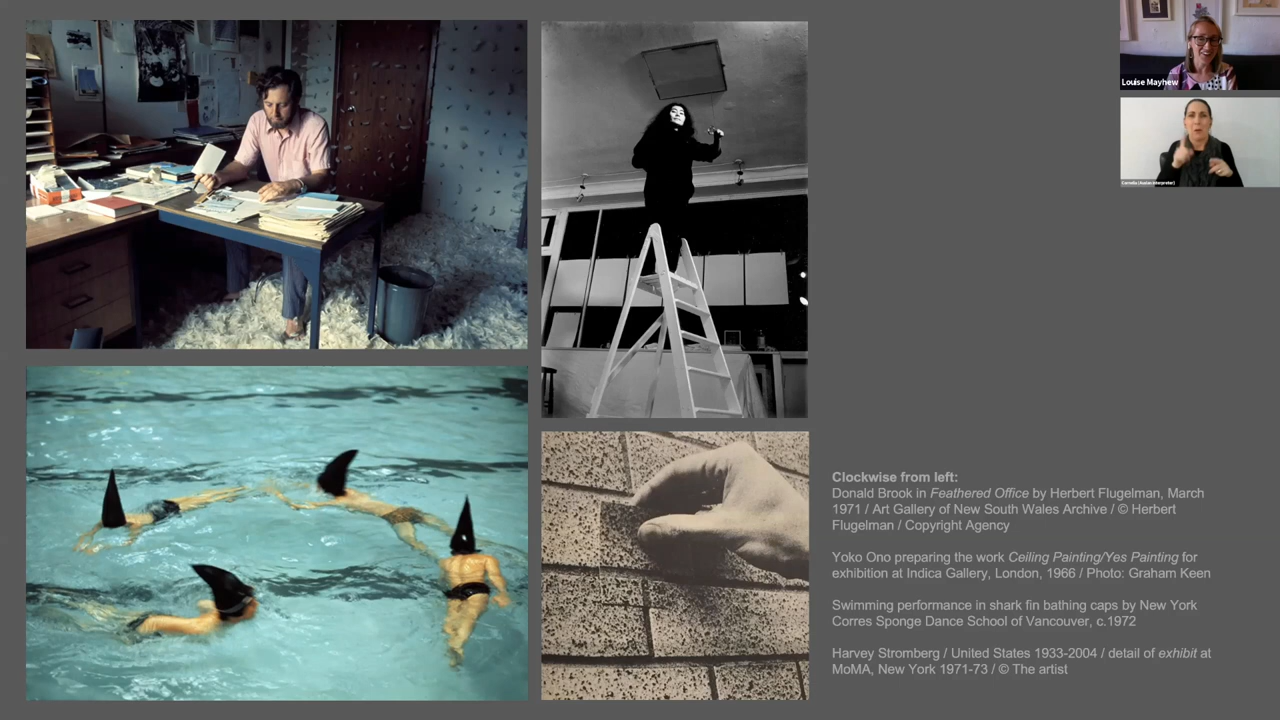 Louise Mayhew
Cornelia (Auslan Interpreter)
Clockwise from left:
Donald Brook in Feathered Office by Herbert Flugelman, March
1971 / Art Gallery of New South Wales Archive / © Herbert
Flugelman / Copyright Agency
Yoko Ono preparing the work Ceiling Painting/Yes Painting for
exhibition at Indica Gallery, London, 1966 / Photo: Graham Keen
Swimming performance in shark fin bathing caps by New York
Corres Sponge Dance School of Vancouver, c.1972
Harvey Stromberg / United States 1933-2004 / detail of exhibit at
MoMA, New York 1971-73 / © The artist